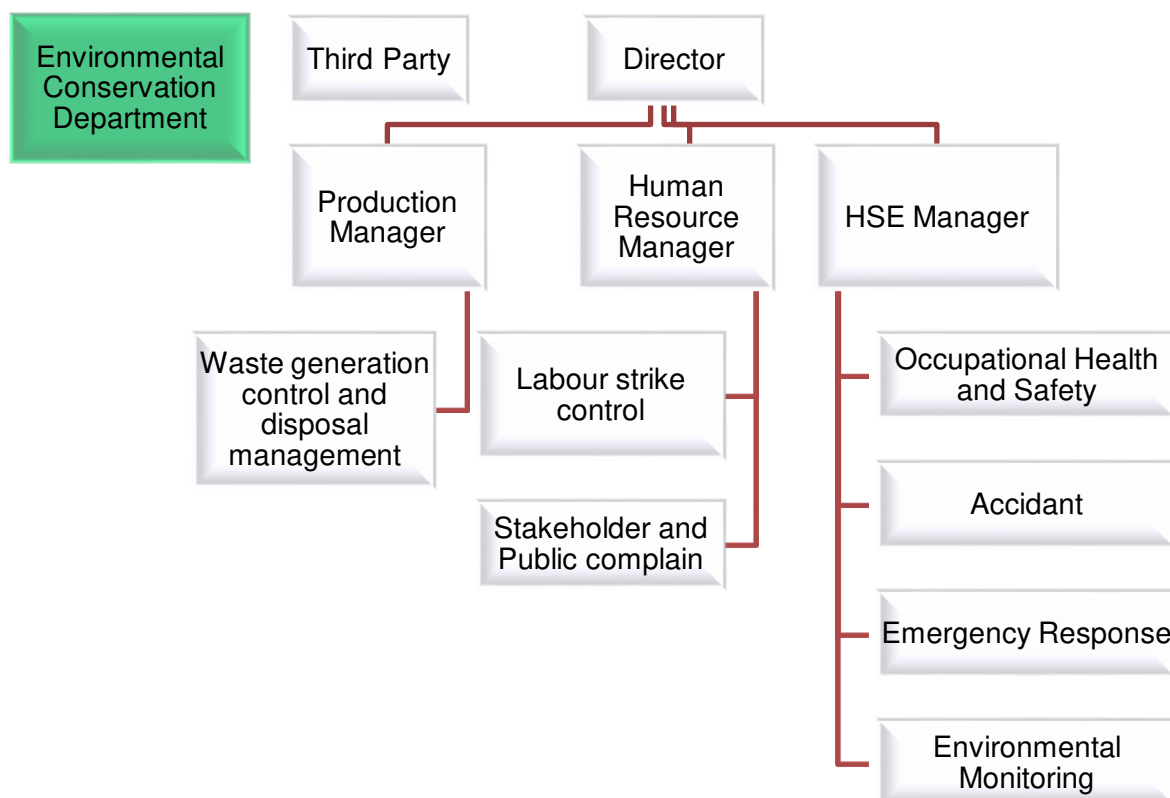 Environmental
Conservation
Department
Third Party
Director
Production
Manager
Human
Resource
Manager
HSE Manager
Waste generation
control and
disposal
management
Labour strike
control
Stakeholder and
Public complain
Occupational Health
and Safety
Accidant
Emergency Response
Environmental
Monitoring